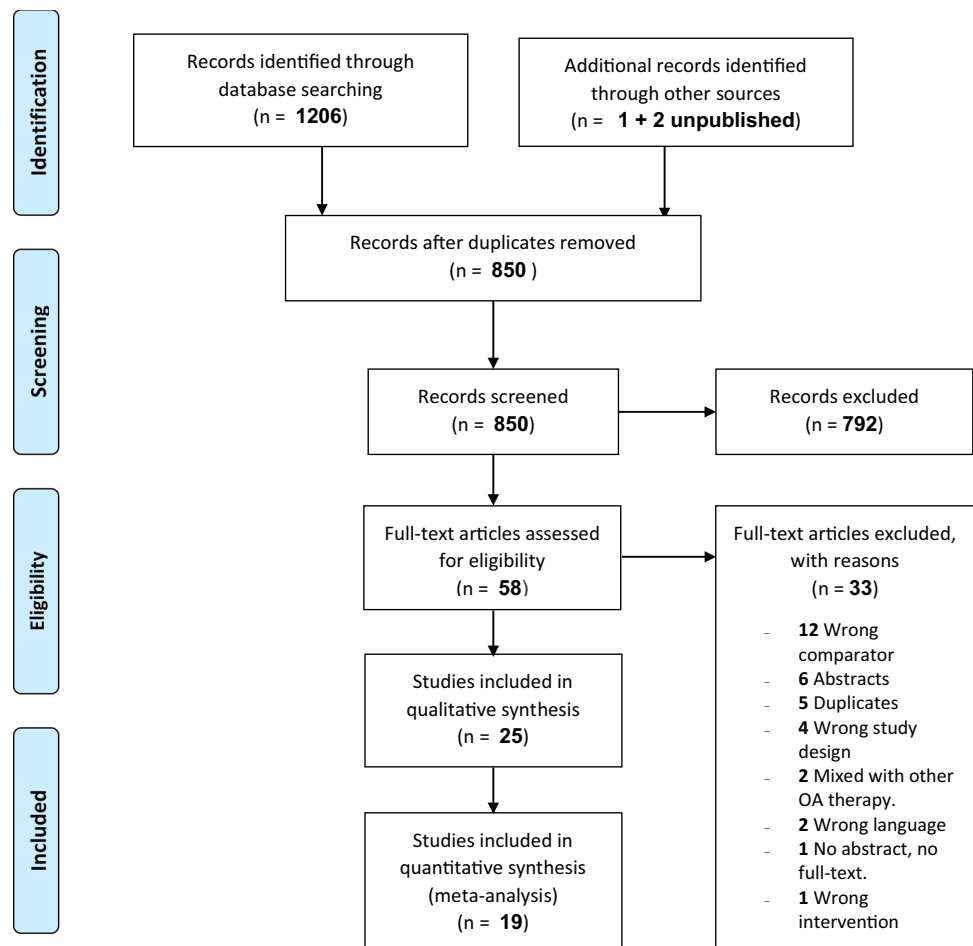 Identification
Records identified through
database searching
(n = 1206)
Additional records identified
through other sources
(n = 1 + 2 unpublished)
Records after duplicates removed
(n = 850 )
Screening
Records screened
(n = 850)
Records excluded
(n = 792)
Eligibility
Full-text articles assessed
for eligibility
(n = 58)
Full-text articles excluded,
with reasons
(n = 33)
- 12 Wrong
comparator
- 6 Abstracts
- 5 Duplicates
- 4 Wrong study
design
- 2 Mixed with other
OA therapy.
- 2 Wrong language
- 1 No abstract, no
full-text.
- 1 Wrong
intervention
Studies included in
qualitative synthesis
(n = 25)
Included
Studies included in
quantitative synthesis
(meta-analysis)
(n = 19)